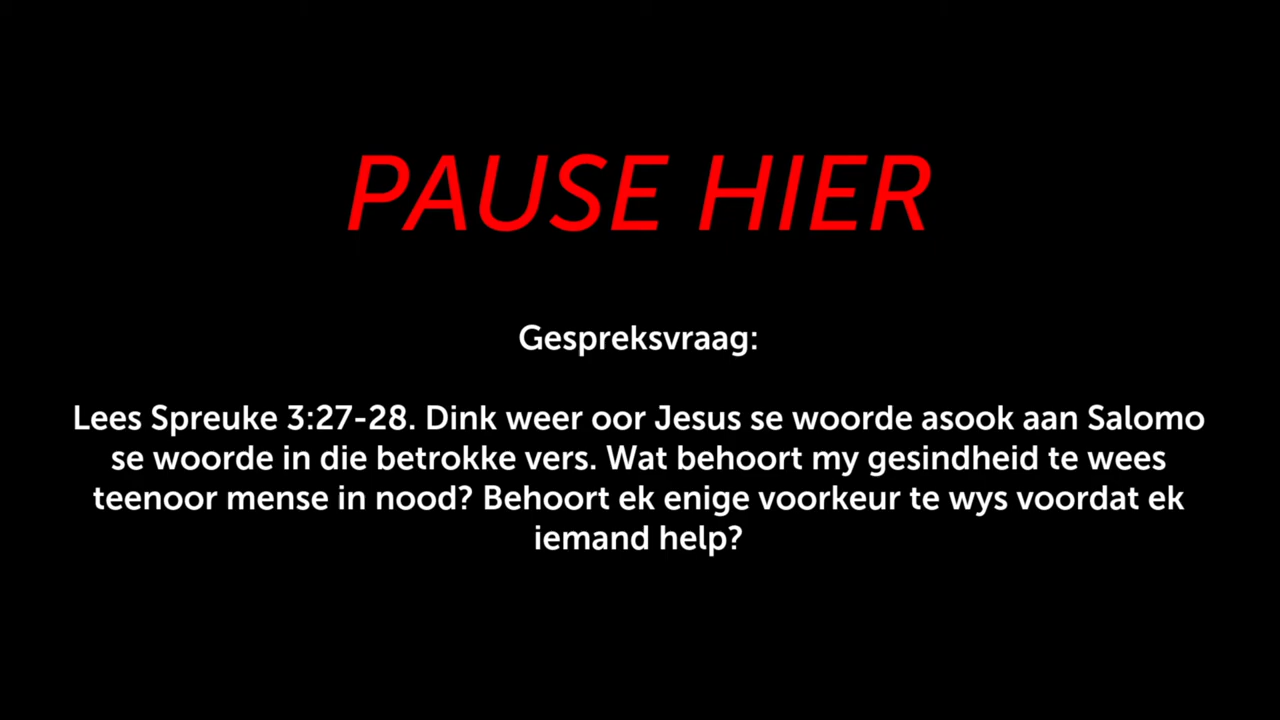 PAUSE HIER
Gespreksvraag:
Lees Spreuke 3:27-28. Dink weer oor Jesus se woorde asook aan Salomo
se woorde in die betrokke vers. Wat behoort my gesindheid te wees
teenoor mense in nood? Behoort ek enige voorkeur te wys voordat ek
iemand help?